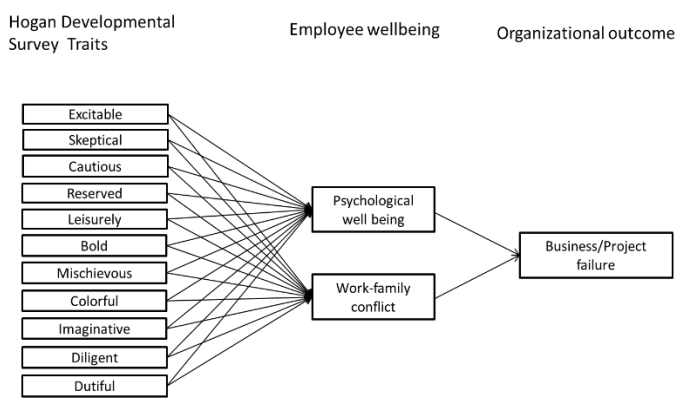 Hogan Developmental
Survey Traits
Employee wellbeing
Organizational outcome
Excitable
Skeptical
Cautious
Reserved
Leisurely
Bold
Mischievous
Colorful
Imaginative
Diligent
Dutiful
Psychological
well being
Work-family
conflict
Business/Project
failure